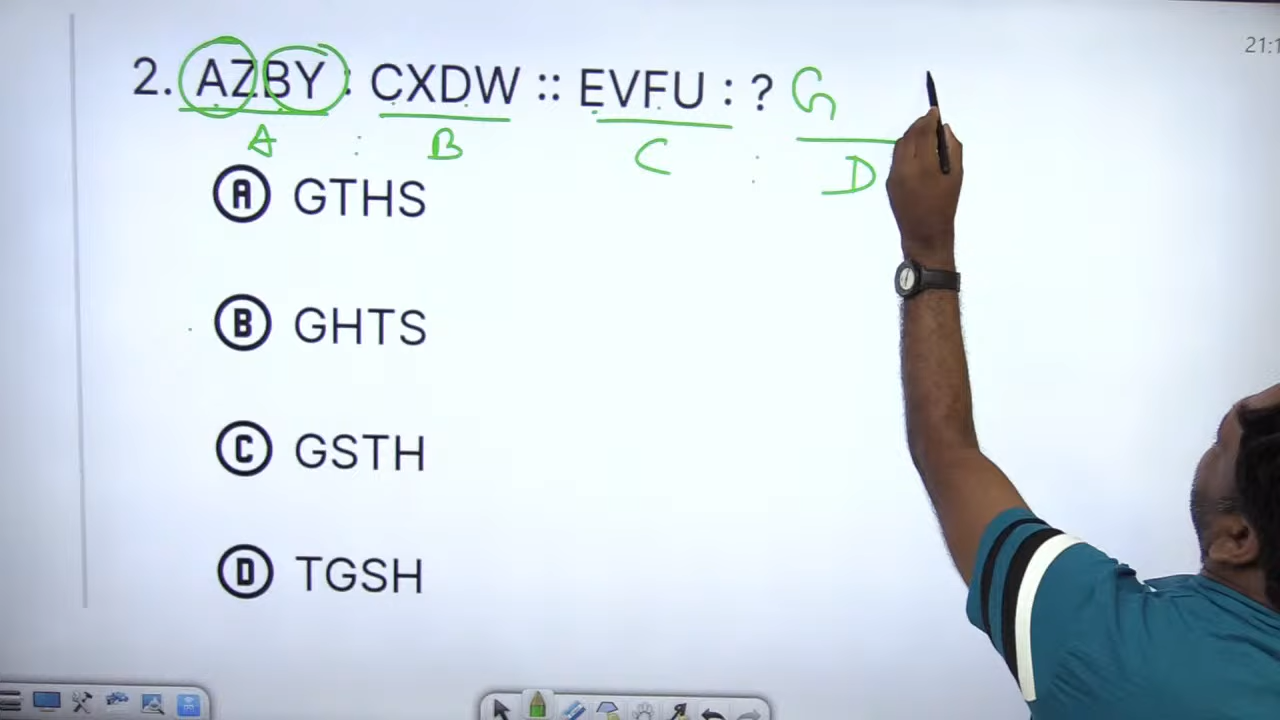 21:1
2. AZBY : CXDW :: EVFU : ? G
A : B C : D
A GTHS
B GHTS
C GSTH
D TGSH